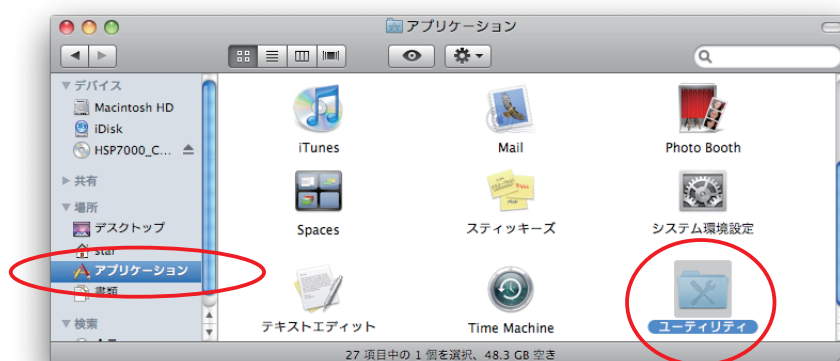 アプリケーション
デバイス
Macintosh HD
iDisk
HSP7000_C...
共有
場所
デスクトップ
star
アプリケーション
書類
検索
iTunes
Mail
Photo Booth
Spaces
スティッキーズ
システム環境設定
テキストエディット
Time Machine
ユーティリティ
27 項目中の 1 個を選択、48.3 GB 空き